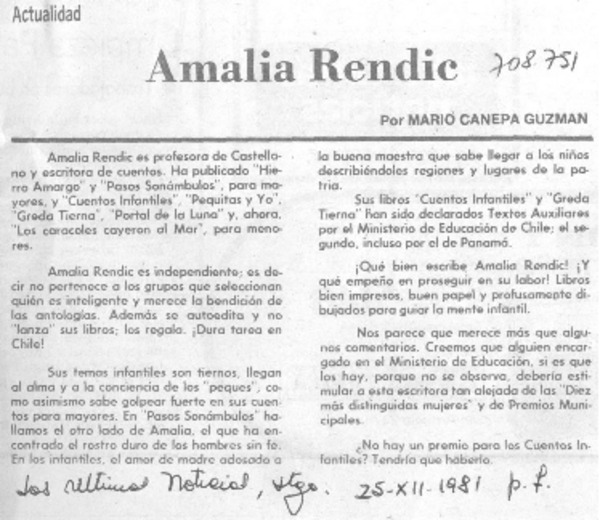 Actualidad
Amalia Rendic
708751
Por MARIO CANEPA GUZMAN
Amalia Rendic es profesora de Castella-
no y escritora de cuentos. Ha publicado "Hie-
rro Amargo" y "Pasos Sonámbulos", para ma-
yores, y "Cuentos Infantiles", "Pequitas y Yo",
"Greda Tierna", "Portal de la Luna" y, ahora,
"Los caracoles cayeron al Mar", para meno-
res.
Amalia Rendic es independiente; es de-
cir no pertenece a los grupos que seleccionan
quién es inteligente y merece la bendición de
las antologías. Además se autoedita y no
"lanza" sus libros; los regala. ¡Dura tarea en
Chile!
Sus temas infantiles son tiernos, llegan
al alma y a la conciencia de los "peques", co-
mo asimismo sabe golpear fuerte en sus cuen-
tos para mayores. En "Pasos Sonámbulos" ha-
llamos el otro lado de Amalia, el que ha en-
contrado el rostro duro de los hombres sin fe.
En los infantiles, el amor de madre adosado a
la buena maestra que sabe llegar a los niños
describiéndoles regiones y lugares de la pa-
tria.
Sus libros "Cuentos Infantiles" y "Greda
Tierna" han sido declarados Textos Auxiliares
por el Ministerio de Educación de Chile; el se-
gundo, incluso por el de Panamá.
¡Qué bien escribe Amalia Rendic! ¡Y
qué empeño en proseguir en su labor! Libros
bien impresos, buen papel y profusamente di-
bujados para guiar la mente infantil.
Nos parece que merece más que algu-
nos comentarios. Creemos que alguien encar-
gado en el Ministerio de Educación, si es que
los hay, porque no se observa, debería esti-
mular a esta escritora tan alejada de las "Diez
más distinguidas mujeres" y de Premios Muni-
cipales.
¿No hay un premio para los Cuentos In-
fantiles? Tendría que haberlo.
Las Ultimas Noticias, Stgo. 25-XII-1981 p. f.